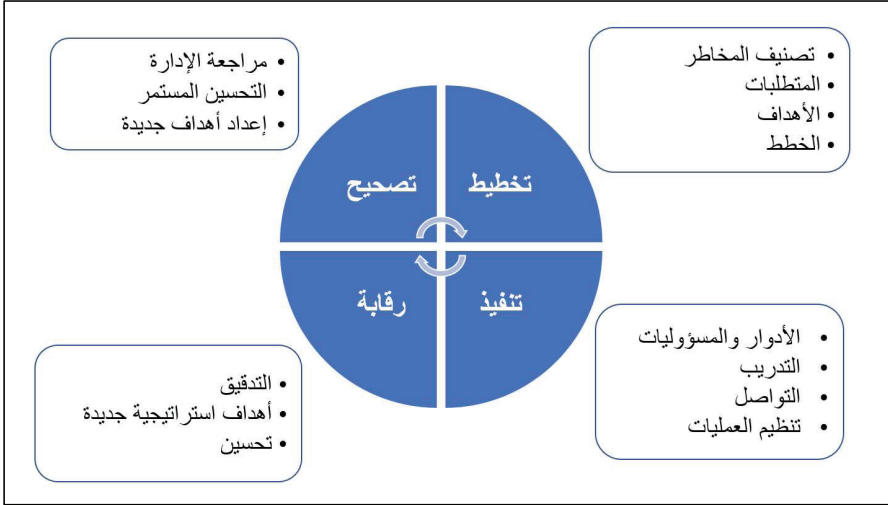 تصنيف المخاطر
المتطلبات
الأهداف
الخطط
مراجعة الإدارة
التحسين المستمر
إعداد أهداف جديدة
تخطيط
تصحيح
تنفيذ
رقابة
الأدوار والمسؤوليات
التدريب
التواصل
تنظيم العمليات
التدقيق
أهداف استراتيجية جديدة
تحسين